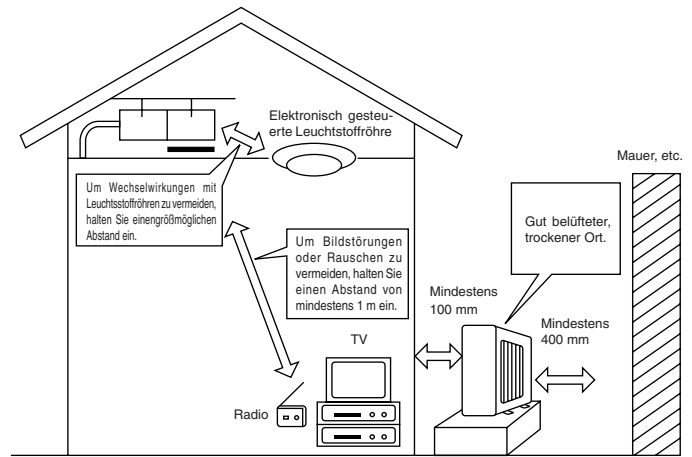 Elektronisch gesteu-
erte Leuchtstoffröhre
Mauer, etc.
Um Wechselwirkungen mit
Leuchtsstoffröhren zu vermeiden,
halten Sie einengrößmöglichen
Abstand ein.
Gut belüfteter,
trockener Ort.
Um Bildstörungen
oder Rauschen zu
vermeiden, halten Sie
einen Abstand von
mindestens 1 m ein.
Mindestens
100 mm
Mindestens
400 mm
TV
Radio